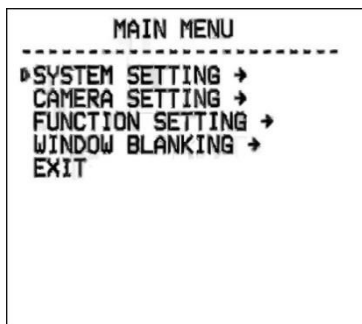 MAIN MENU
SYSTEM SETTING →
CAMERA SETTING →
FUNCTION SETTING →
WINDOW BLANKING →
EXIT